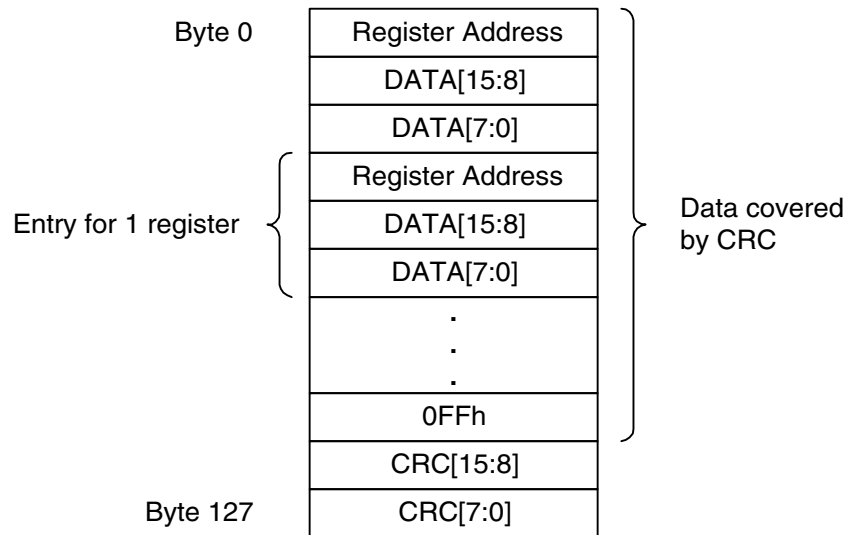 Byte 0
Register Address
DATA[15:8]
DATA[7:0]
Register Address
Entry for 1 register
DATA[15:8]
DATA[7:0]
Data covered
by CRC
.
.
.
0FFh
CRC[15:8]
Byte 127
CRC[7:0]